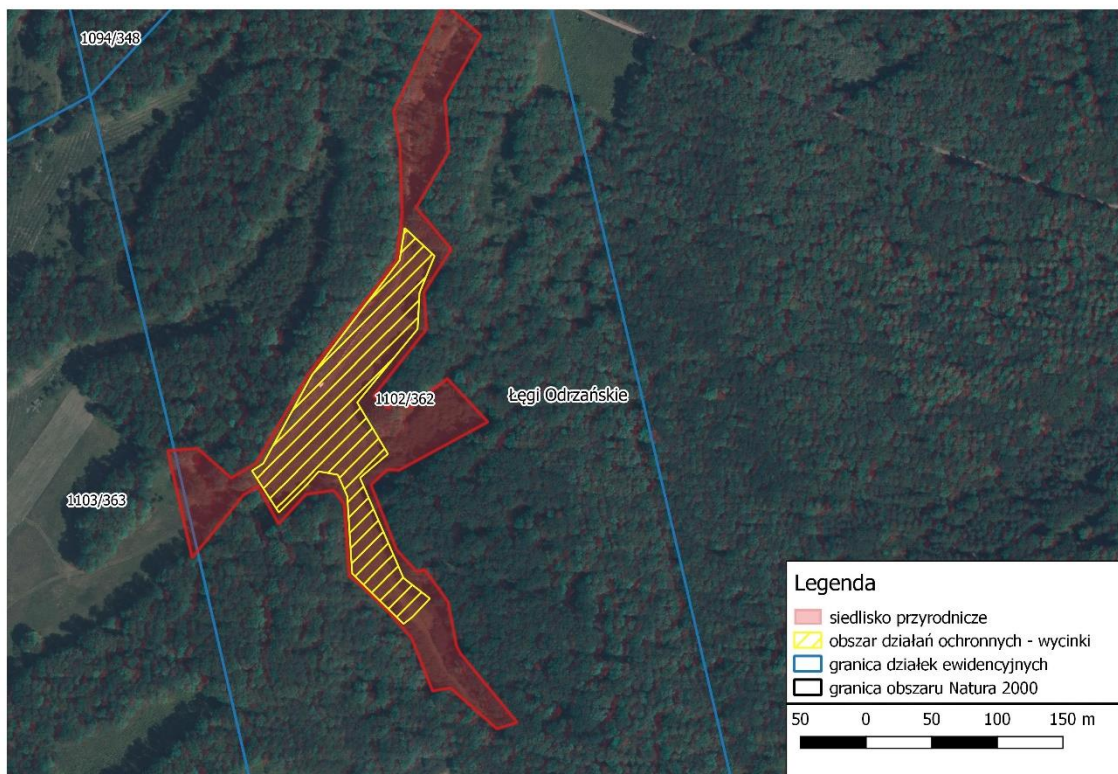 1094/348
1102/362
Łęgi Odrzańskie
1103/363
Legenda
siedlisko przyrodnicze
obszar działań ochronnych - wycinki
granica działek ewidencyjnych
granica obszaru Natura 2000
50 0 50 100 150 m